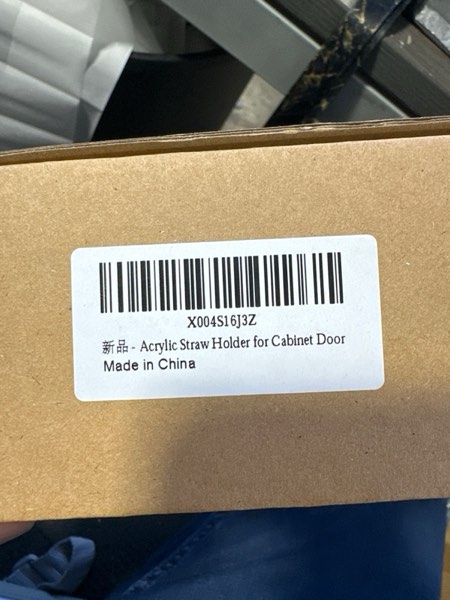 X004S16J3Z
新品 - Acrylic Straw Holder for Cabinet Door
Made in China